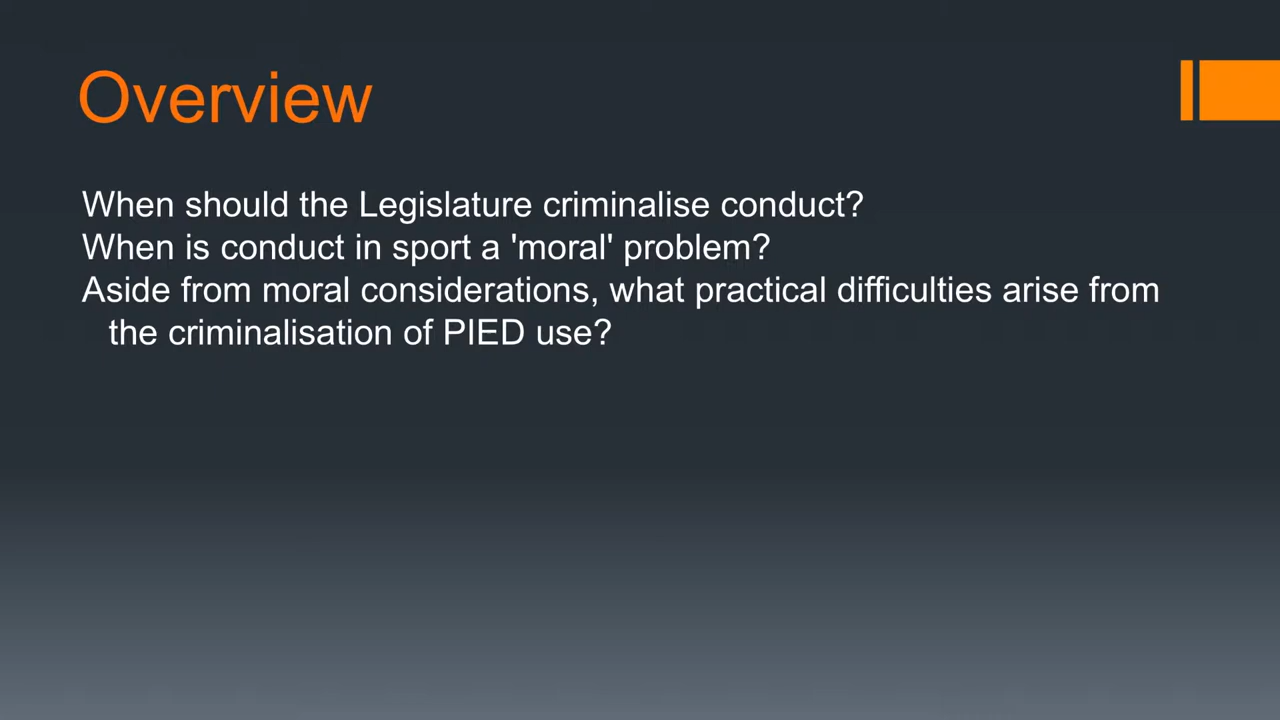 Overview
When should the Legislature criminalise conduct?
When is conduct in sport a 'moral' problem?
Aside from moral considerations, what practical difficulties arise from
the criminalisation of PIED use?